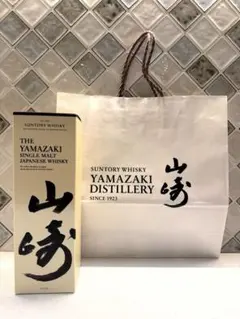 SUNTORY WHISKY
THE
YAMAZAKI
SINGLE MALT
JAPANESE WHISKY
山崎
SUNTORY WHISKY
YAMAZAKI
DISTILLERY
SINCE 1923
山崎